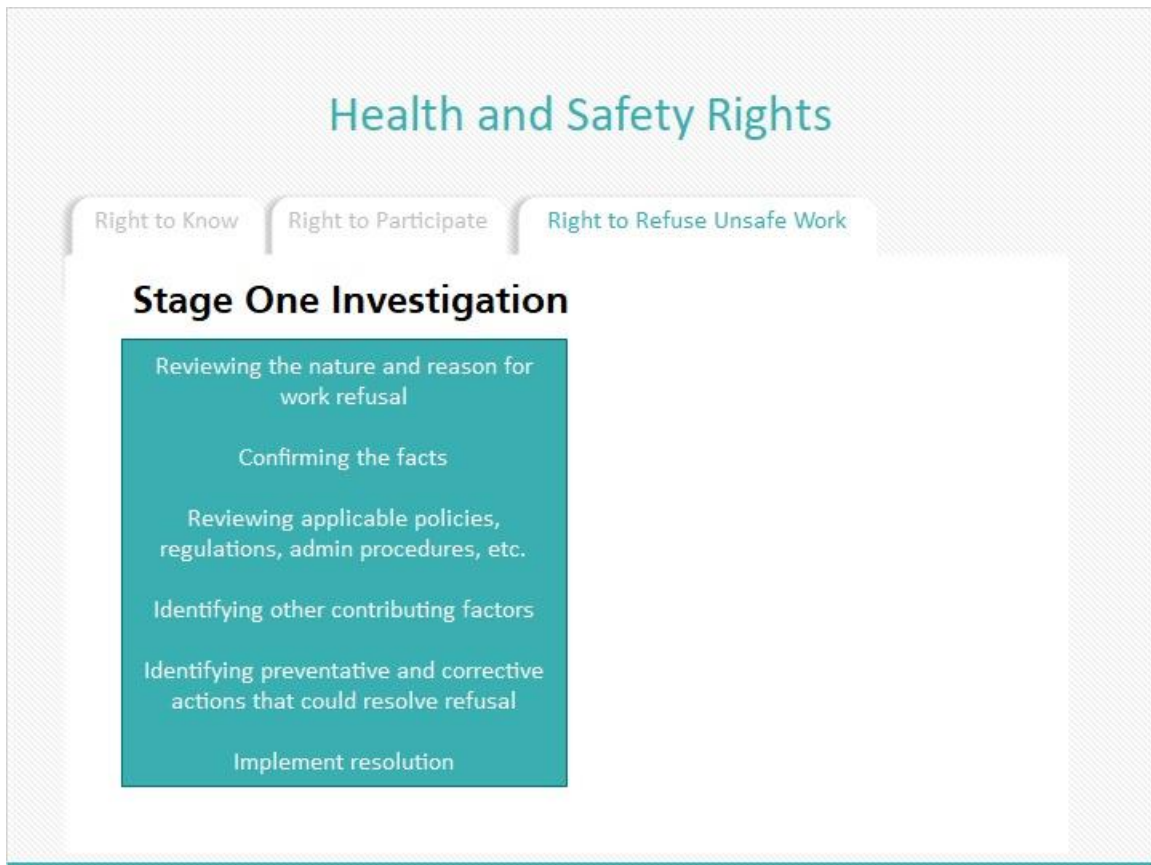 Health and Safety Rights
Right to Know
Right to Participate
Right to Refuse Unsafe Work
Stage One Investigation
Reviewing the nature and reason for
work refusal
Confirming the facts
Reviewing applicable policies,
regulations, admin procedures, etc.
Identifying other contributing factors
Identifying preventative and corrective
actions that could resolve refusal
Implement resolution